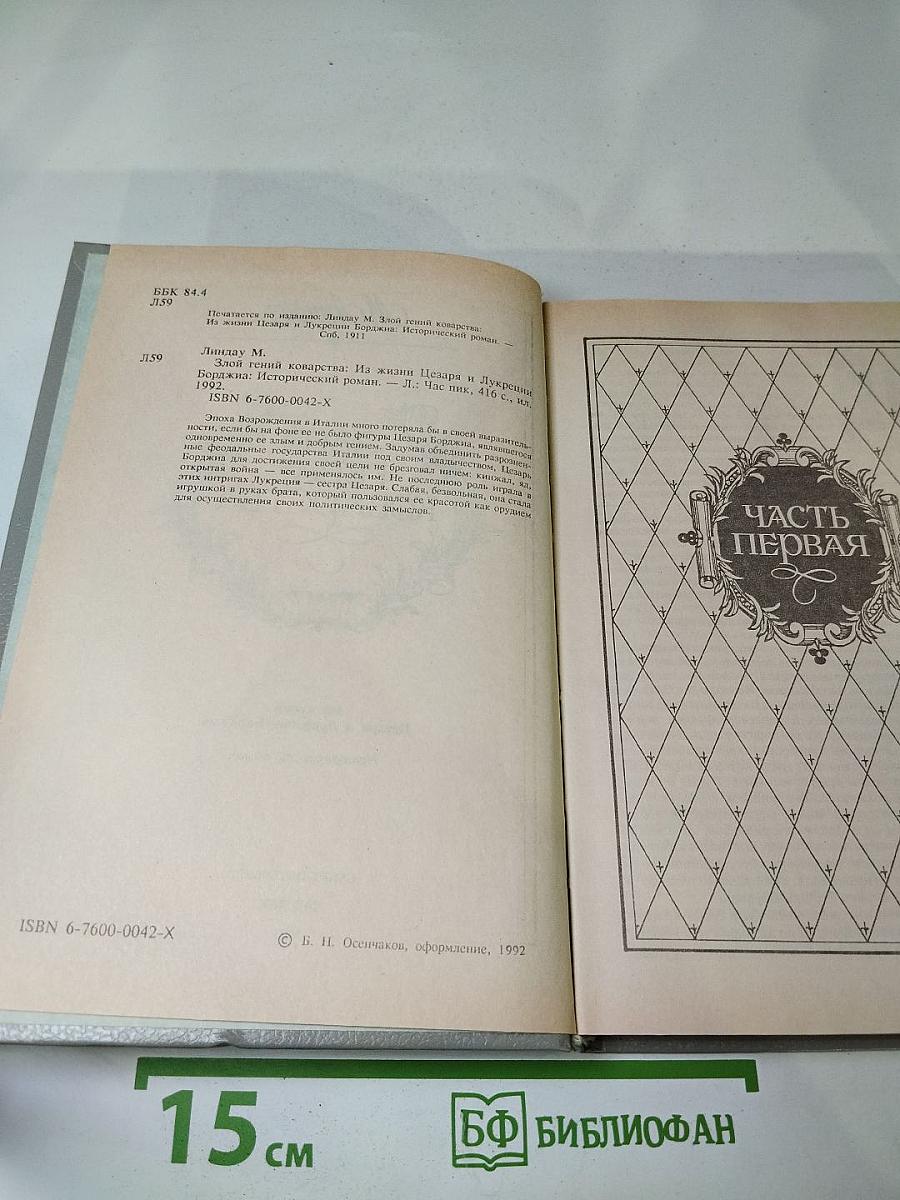 ББК 84.4
Л59
Печатается по изданию: Линдау М. Злой гений коварства:
Из жизни Цезаря и Лукреции Борджиа: Исторический роман. —
Спб, 1911
Линдау М.
Л59 Злой гений коварства: Из жизни Цезаря и Лукреции
Борджиа: Исторический роман. — Л.: Час пик, 416 с., ил,
1992.
ISBN 6-7600-0042-X
Эпоха Возрождения в Италии много потеряла бы в своей выразитель-
ности, если бы на фоне ее не было фигуры Цезаря Борджиа, являвшегося
одновременно ее злым и добрым гением. Задумав объединить разрознен-
ные феодальные государства Италии под своим владычеством, Цезарь
Борджиа для достижения своей цели не брезговал ничем: кинжал, яд,
открытая война — все применялось им. Не последнюю роль играла в
этих интригах Лукреция — сестра Цезаря. Слабая, безвольная, она стала
игрушкой в руках брата, который пользовался ее красотой как орудием
для осуществления своих политических замыслов.
ISBN 6-7600-0042-X
© Б. Н. Осенчаков, оформление, 1992
ЧАСТЬ
ПЕРВАЯ
15 см
БФ БИБЛИОФАН